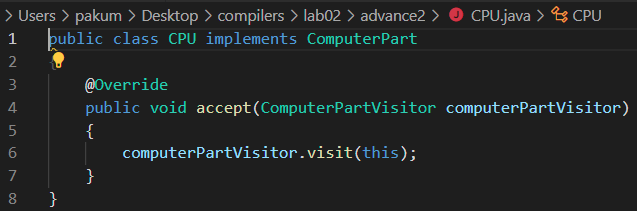 > Users > pakum > Desktop > compilers > lab02 > advance2 > J CPU.java > CPU
1 public class CPU implements ComputerPart
2
3 @Override
4 public void accept(ComputerPartVisitor computerPartVisitor)
5 {
6 computerPartVisitor.visit(this);
7 }
8 }